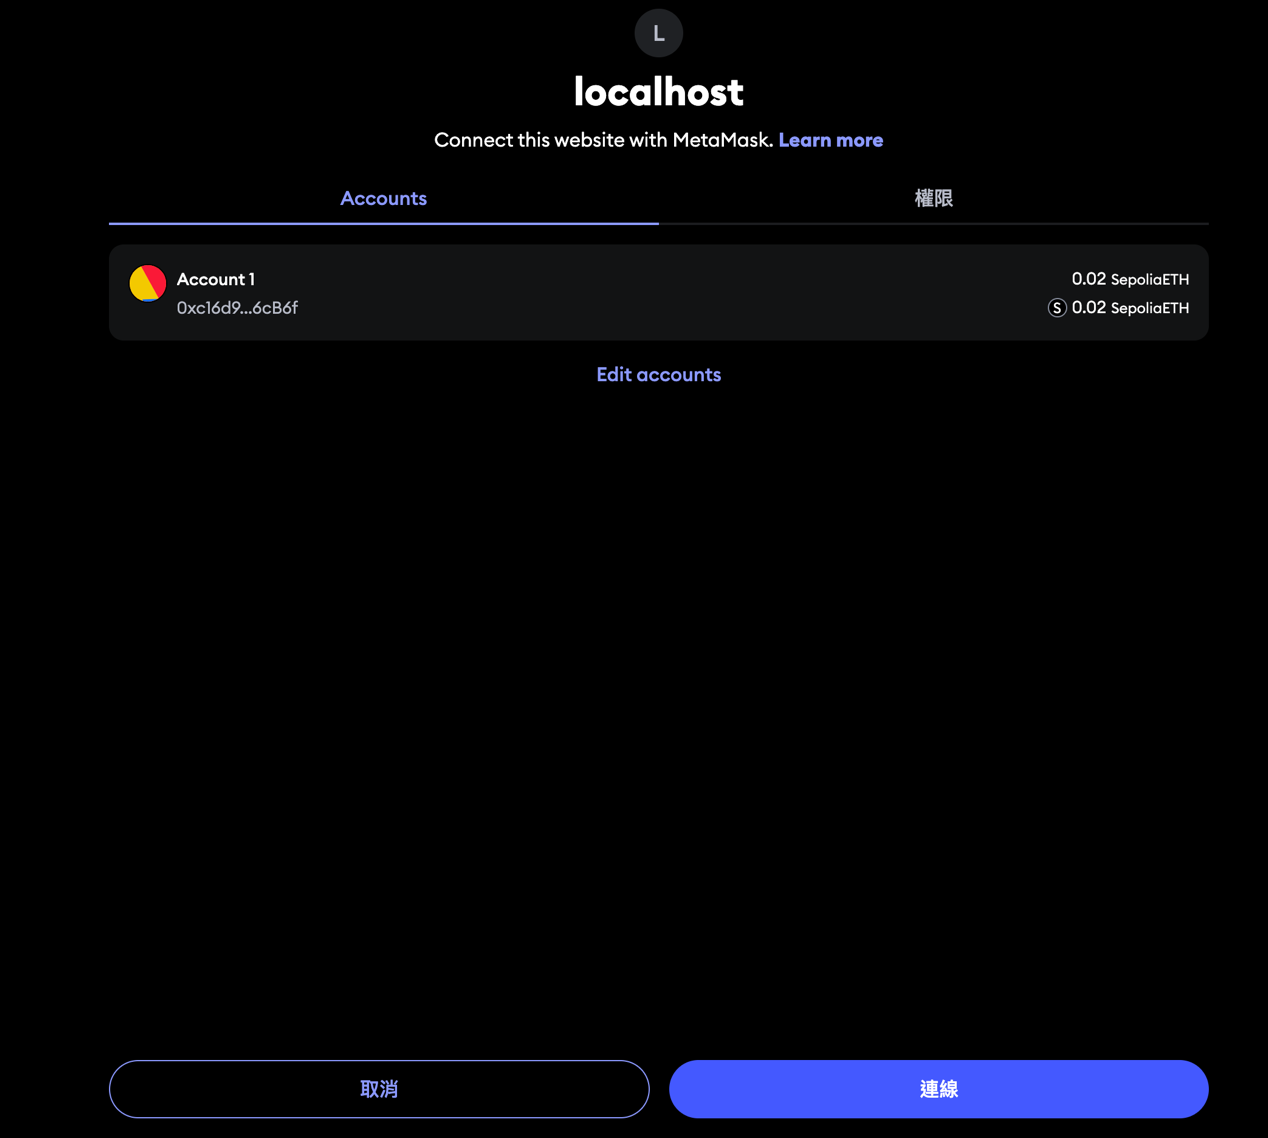 L
localhost
Connect this website with MetaMask. Learn more
Accounts
權限
Account 1
0.02 SepoliaETH
0xc16d9...6cB6f
S 0.02 SepoliaETH
Edit accounts
取消
連線